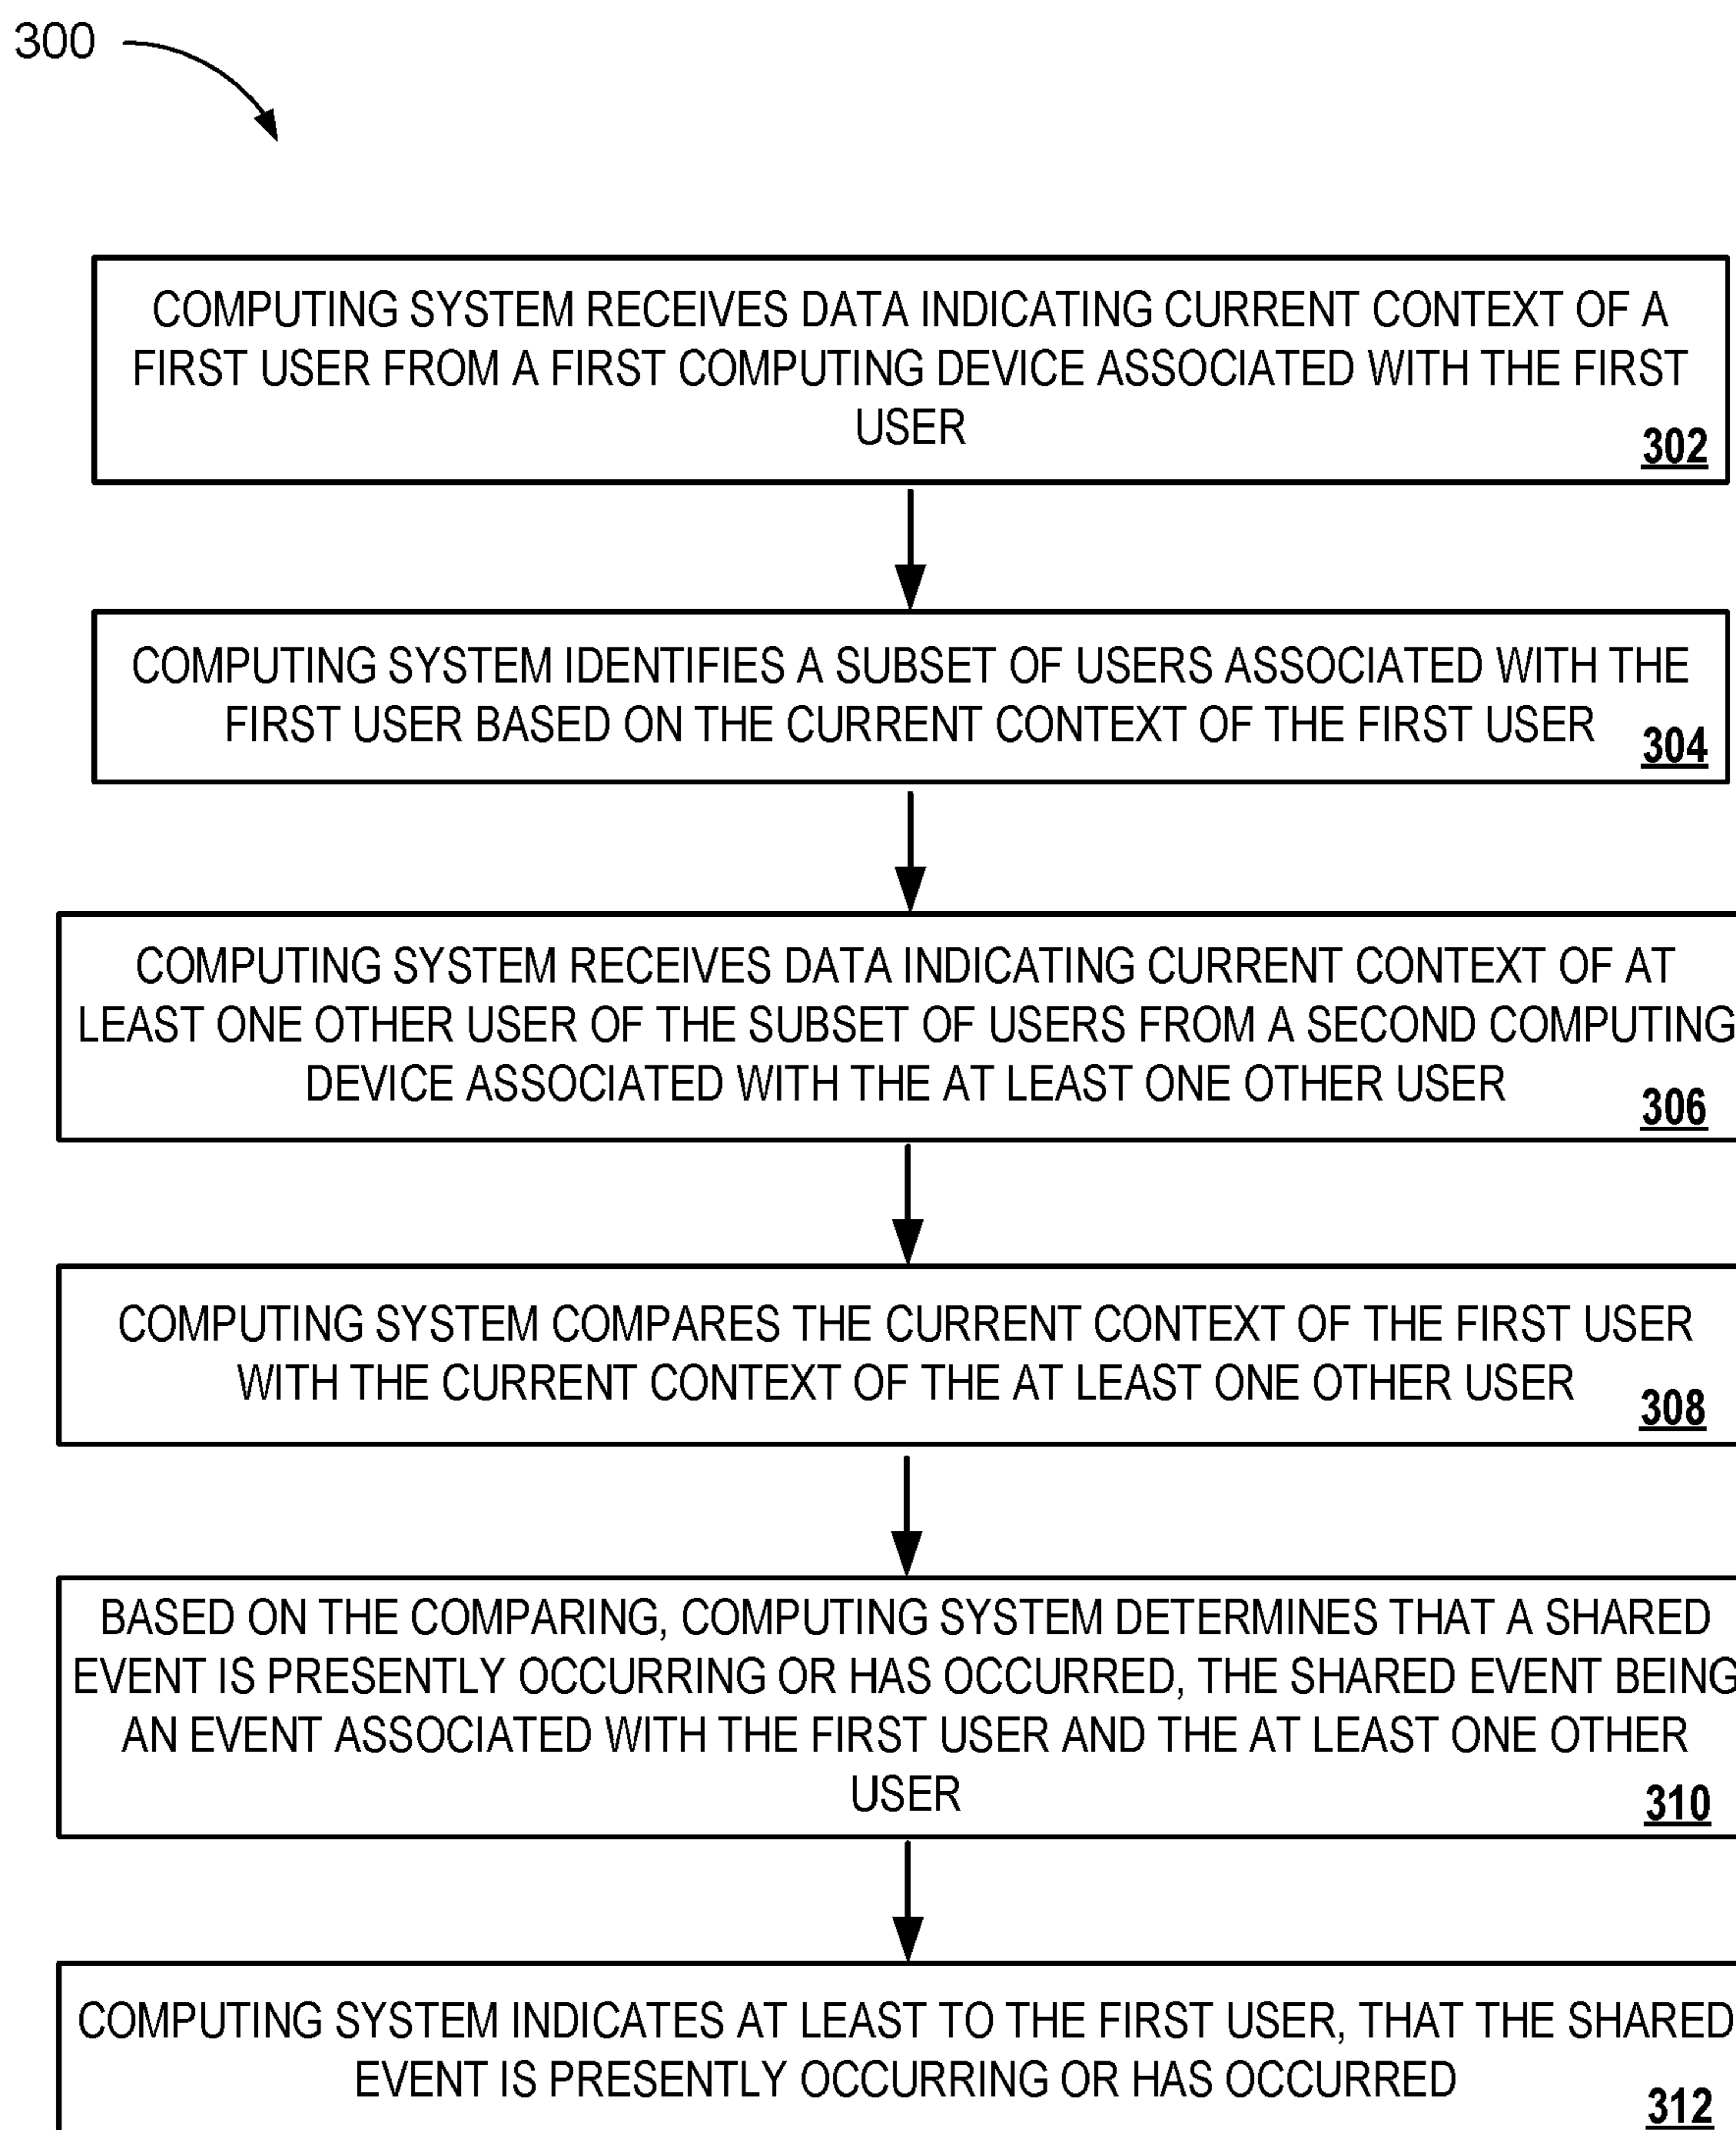 300
COMPUTING SYSTEM RECEIVES DATA INDICATING CURRENT CONTEXT OF A
FIRST USER FROM A FIRST COMPUTING DEVICE ASSOCIATED WITH THE FIRST
USER
302
COMPUTING SYSTEM IDENTIFIES A SUBSET OF USERS ASSOCIATED WITH THE
FIRST USER BASED ON THE CURRENT CONTEXT OF THE FIRST USER
304
COMPUTING SYSTEM RECEIVES DATA INDICATING CURRENT CONTEXT OF AT
LEAST ONE OTHER USER OF THE SUBSET OF USERS FROM A SECOND COMPUTING
DEVICE ASSOCIATED WITH THE AT LEAST ONE OTHER USER
306
COMPUTING SYSTEM COMPARES THE CURRENT CONTEXT OF THE FIRST USER
WITH THE CURRENT CONTEXT OF THE AT LEAST ONE OTHER USER
308
BASED ON THE COMPARING, COMPUTING SYSTEM DETERMINES THAT A SHARED
EVENT IS PRESENTLY OCCURRING OR HAS OCCURRED, THE SHARED EVENT BEING
AN EVENT ASSOCIATED WITH THE FIRST USER AND THE AT LEAST ONE OTHER
USER
310
COMPUTING SYSTEM INDICATES AT LEAST TO THE FIRST USER, THAT THE SHARED
EVENT IS PRESENTLY OCCURRING OR HAS OCCURRED
312